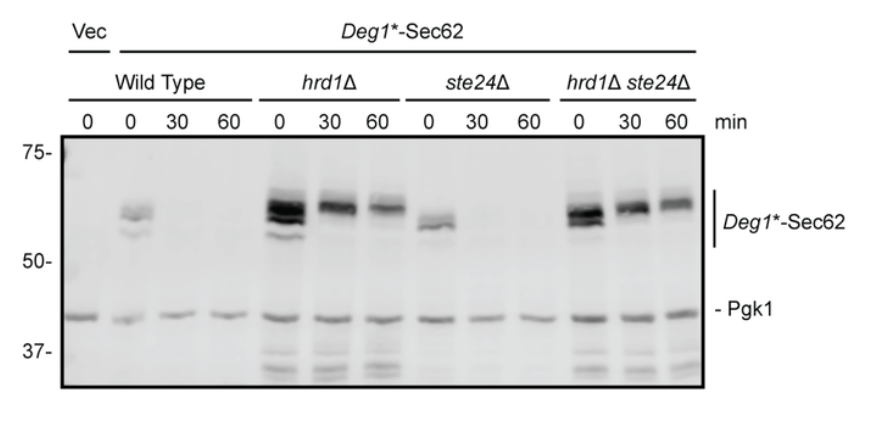 Vec Deg1*-Sec62
Wild Type hrd1Δ ste24Δ hrd1Δ ste24Δ
0 0 30 60 0 30 60 0 30 60 0 30 60 min
75-
Deg1*-Sec62
50-
- Pgk1
37-